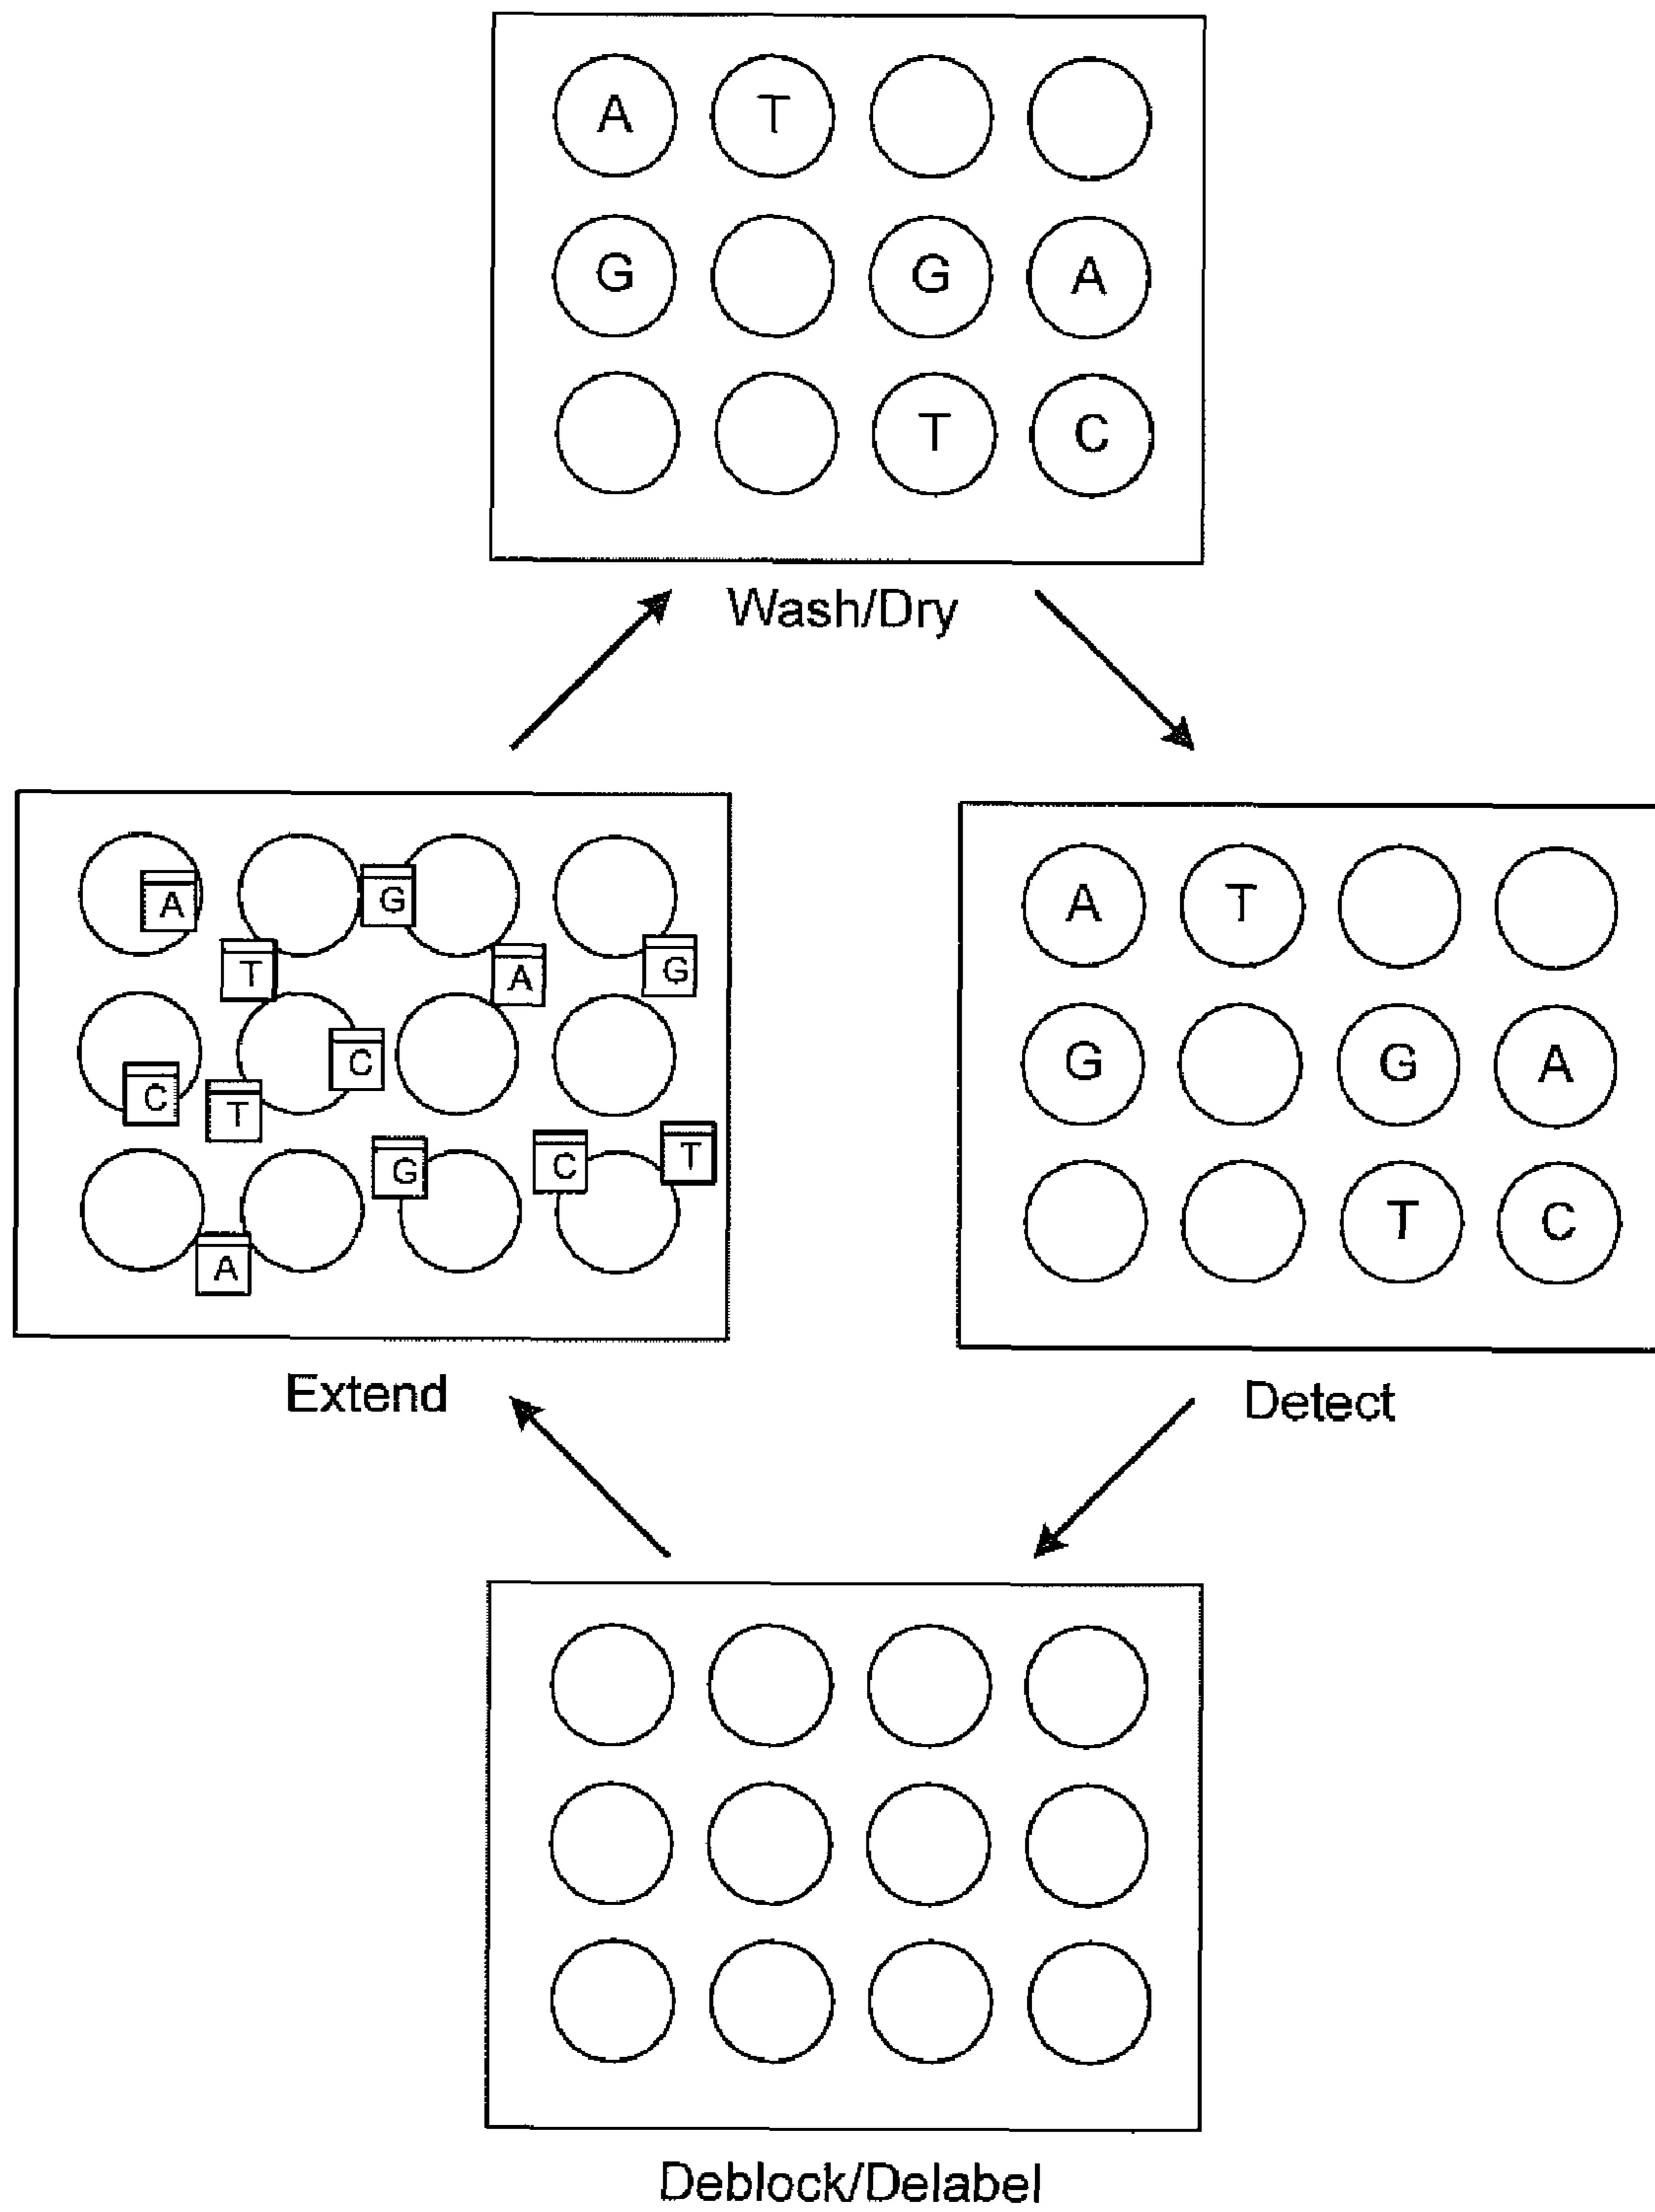 A T
G G A
T C
Wash/Dry
A G
T A G
C T C
G C T
A
Extend
A T
G G A
T C
Detect
Deblock/Delabel